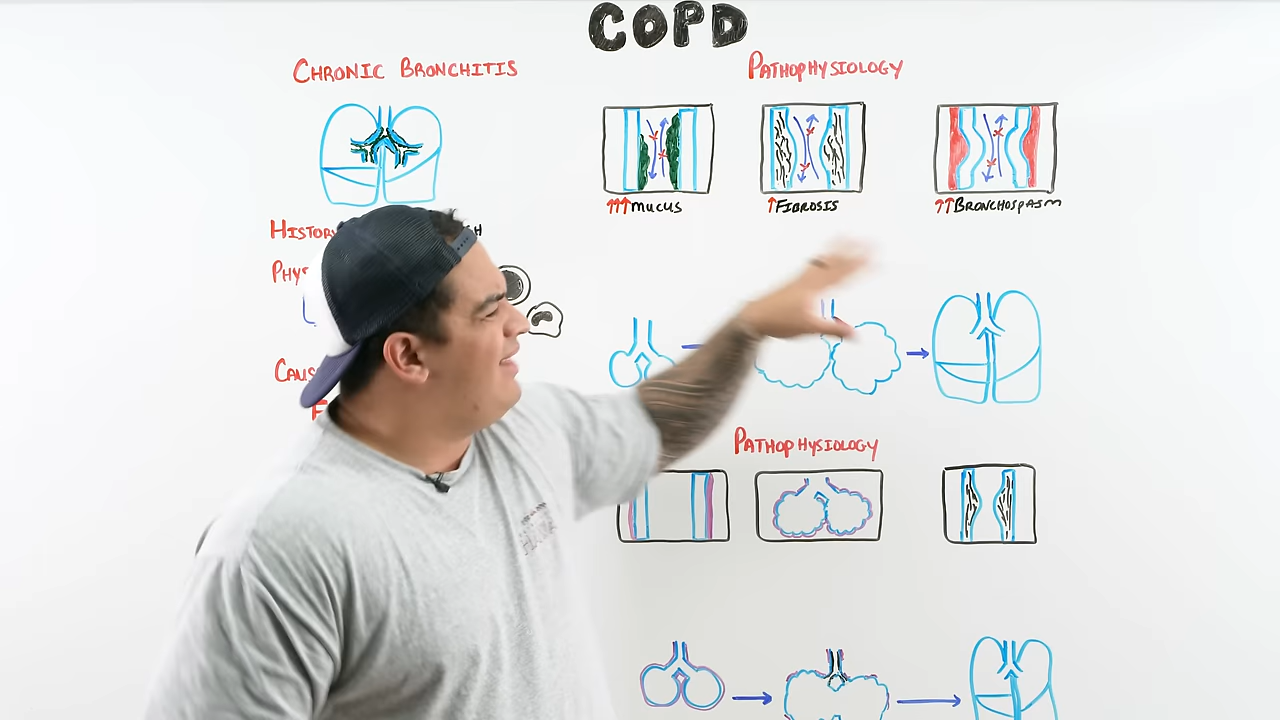 COPD
CHRONIC BRONCHITIS
PATHOPHYSIOLOGY
↑↑↑MUCUS
↑FIBROSIS
↑↑BRONCHOSPASM
PATHOPHYSIOLOGY